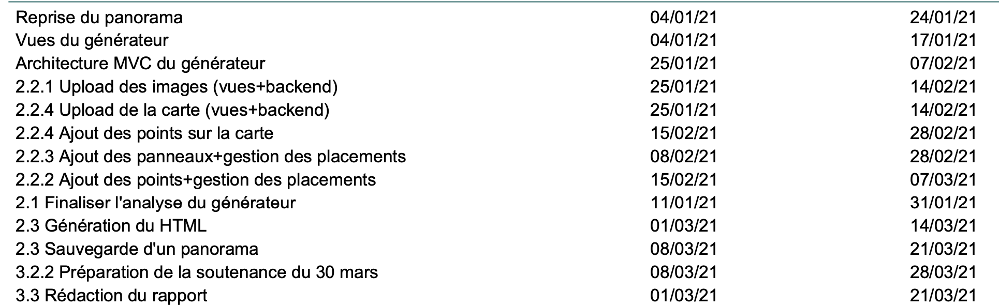 Reprise du panorama 04/01/21 24/01/21
Vues du générateur 04/01/21 17/01/21
Architecture MVC du générateur 25/01/21 07/02/21
2.2.1 Upload des images (vues+backend) 25/01/21 14/02/21
2.2.4 Upload de la carte (vues+backend) 25/01/21 14/02/21
2.2.4 Ajout des points sur la carte 15/02/21 28/02/21
2.2.3 Ajout des panneaux+gestion des placements 08/02/21 28/02/21
2.2.2 Ajout des points+gestion des placements 15/02/21 07/03/21
2.1 Finaliser l'analyse du générateur 11/01/21 31/01/21
2.3 Génération du HTML 01/03/21 14/03/21
2.3 Sauvegarde d'un panorama 08/03/21 21/03/21
3.2.2 Préparation de la soutenance du 30 mars 08/03/21 28/03/21
3.3 Rédaction du rapport 01/03/21 21/03/21